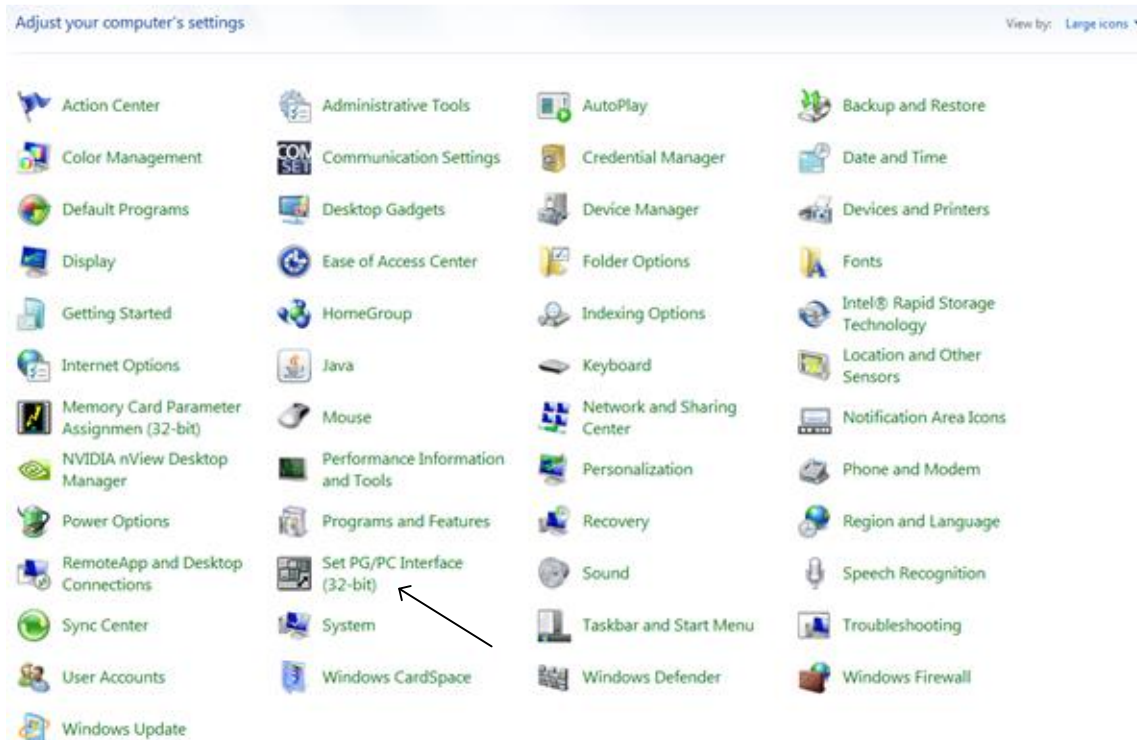 Adjust your computer's settings
View by: Large icons
Action Center
Administrative Tools
AutoPlay
Backup and Restore
Color Management
COM
SET
Communication Settings
Credential Manager
Date and Time
Default Programs
Desktop Gadgets
Device Manager
Devices and Printers
Display
Ease of Access Center
Folder Options
Fonts
Getting Started
HomeGroup
Indexing Options
Intel® Rapid Storage
Technology
Internet Options
Java
Keyboard
Location and Other
Sensors
Memory Card Parameter
Assignmen (32-bit)
Mouse
Network and Sharing
Center
Notification Area Icons
NVIDIA nView Desktop
Manager
Performance Information
and Tools
Personalization
Phone and Modem
Power Options
Programs and Features
Recovery
Region and Language
RemoteApp and Desktop
Connections
Set PG/PC Interface
(32-bit)
Sound
Speech Recognition
Sync Center
System
Taskbar and Start Menu
Troubleshooting
User Accounts
Windows CardSpace
Windows Defender
Windows Firewall
Windows Update